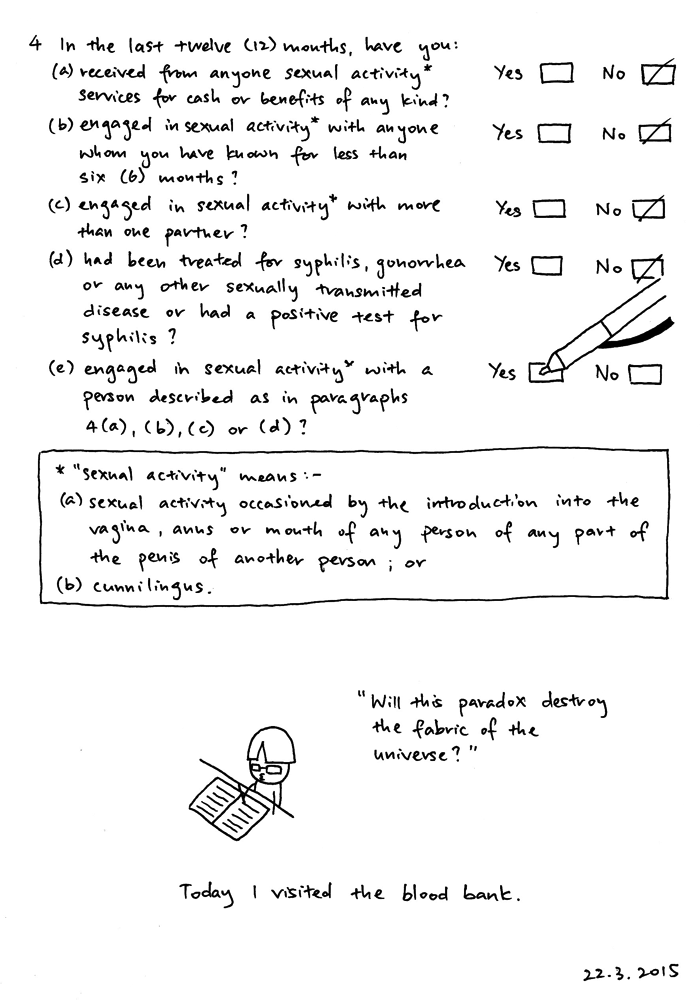 4 In the last twelve (12) months, have you:
(a) received from anyone sexual activity* Yes No
services for cash or benefits of any kind?
(b) engaged in sexual activity* with anyone Yes No
whom you have known for less than
six (6) months?
(c) engaged in sexual activity* with more Yes No
than one partner?
(d) had been treated for syphilis, gonorrhea Yes No
or any other sexually transmitted
disease or had a positive test for
syphilis?
(e) engaged in sexual activity* with a Yes No
person described as in paragraphs
4(a), (b), (c) or (d)?
* "sexual activity" means :-
(a) sexual activity occasioned by the introduction into the
vagina, anus or mouth of any person of any part of
the penis of another person; or
(b) cunnilingus.
"Will this paradox destroy
the fabric of the
universe?"
Today I visited the blood bank.
22.3.2015